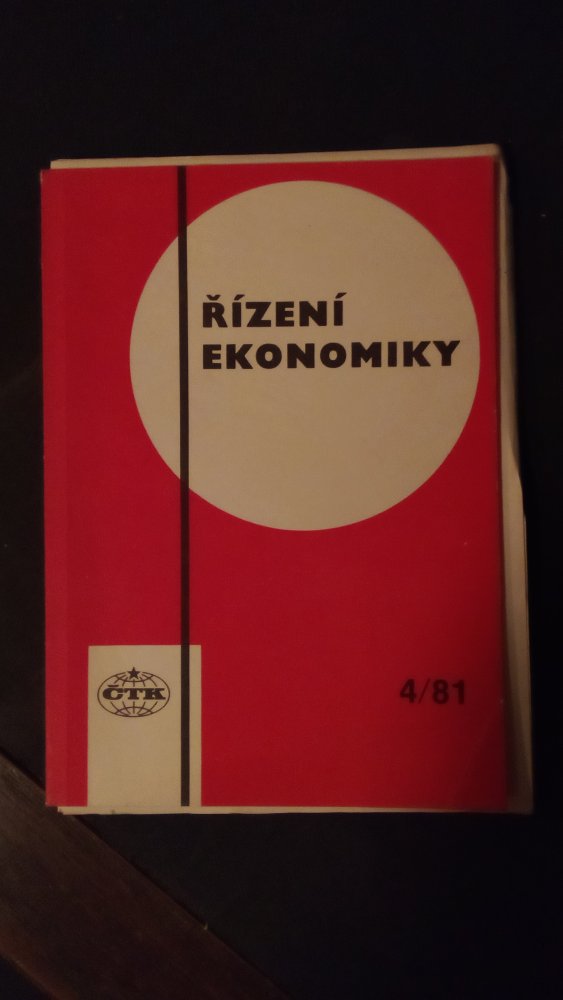 ŘÍZENÍ
EKONOMIKY
ČTK
4/81